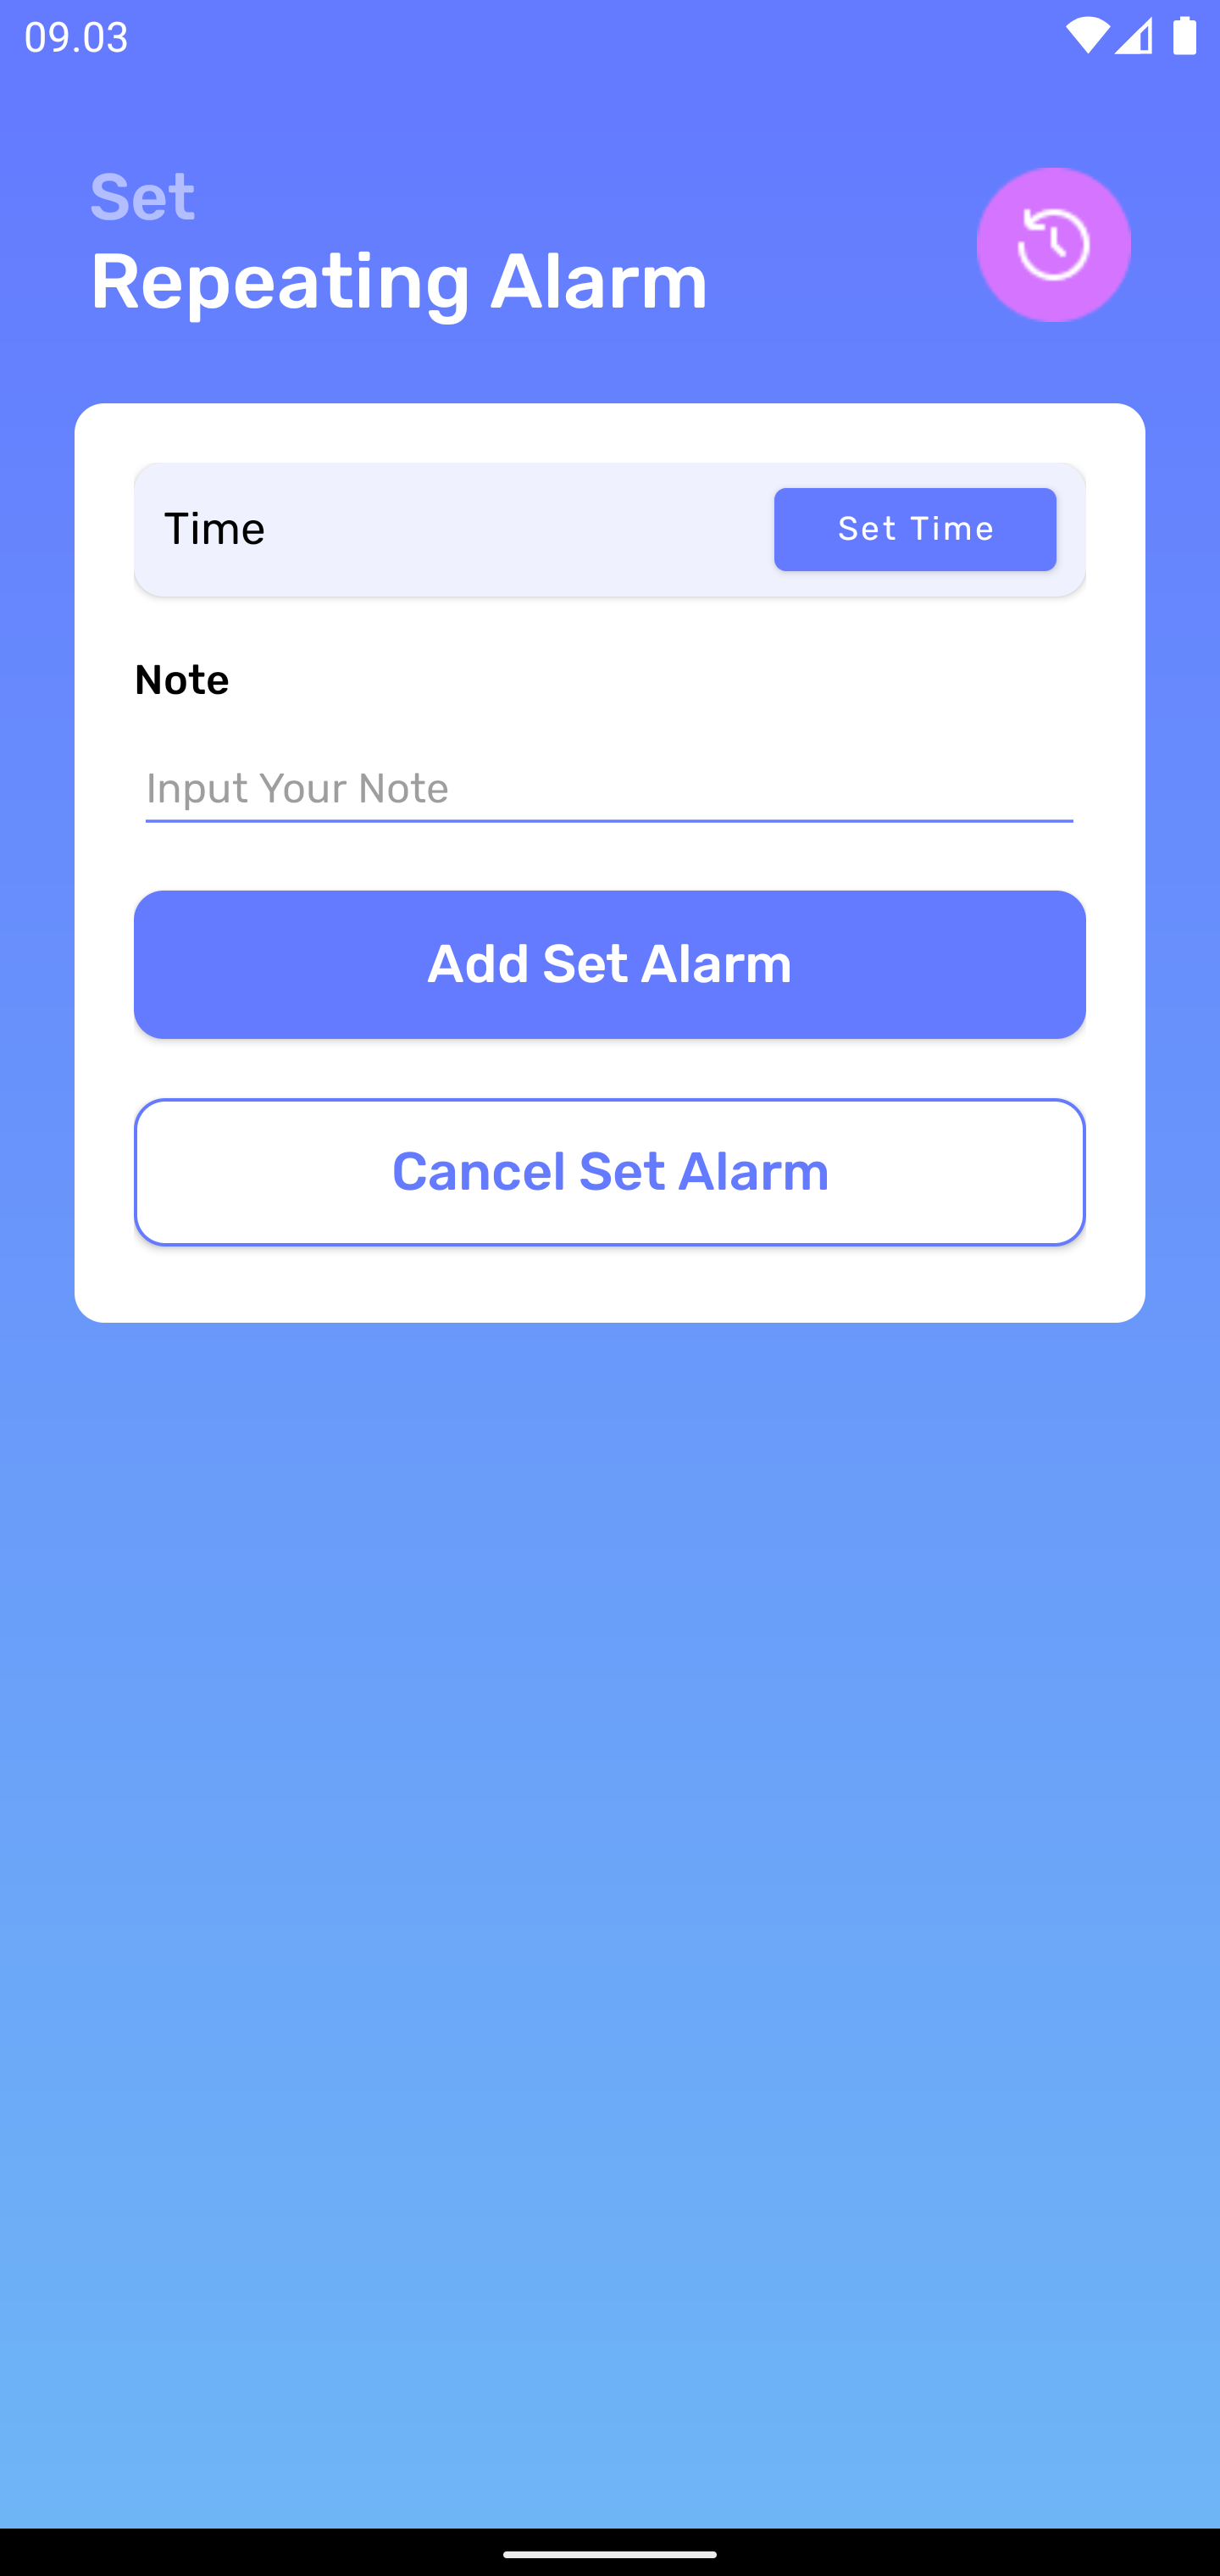 09.03
Set
Repeating Alarm
Time
Set Time
Note
Input Your Note
Add Set Alarm
Cancel Set Alarm